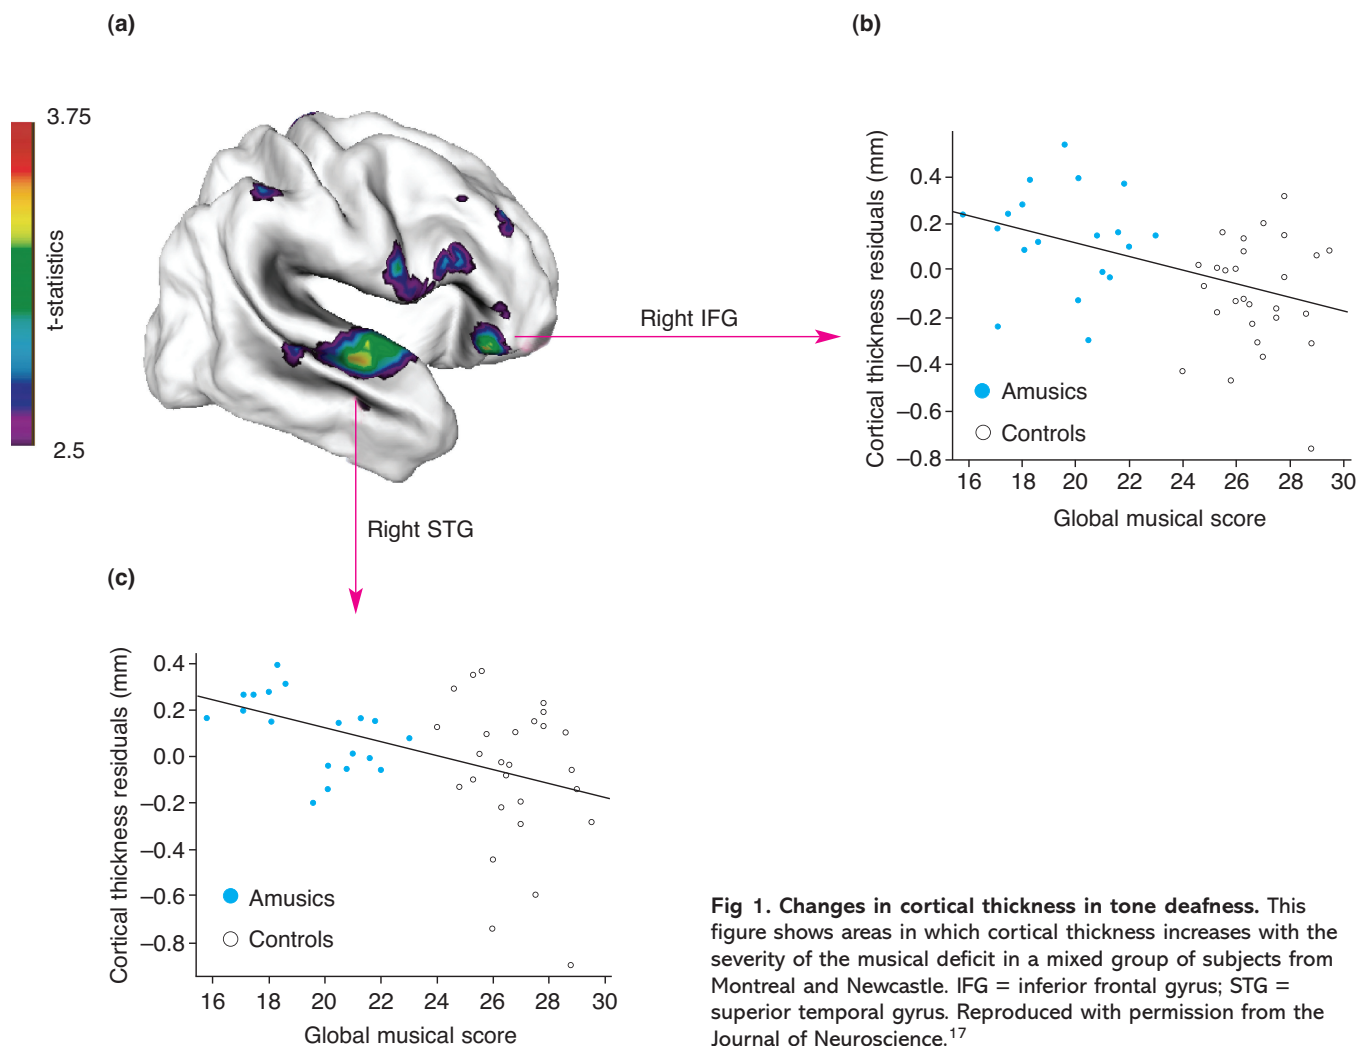 (a)
3.75
t-statistics
2.5
Right IFG
Right STG
(b)
Cortical thickness residuals (mm)
0.4
0.2
0.0
–0.2
–0.4
–0.6
–0.8
Amusics
Controls
16 18 20 22 24 26 28 30
Global musical score
(c)
Cortical thickness residuals (mm)
0.4
0.2
0.0
–0.2
–0.4
–0.6
–0.8
Amusics
Controls
16 18 20 22 24 26 28 30
Global musical score
Fig 1. Changes in cortical thickness in tone deafness. This
figure shows areas in which cortical thickness increases with the
severity of the musical deficit in a mixed group of subjects from
Montreal and Newcastle. IFG = inferior frontal gyrus; STG =
superior temporal gyrus. Reproduced with permission from the
Journal of Neuroscience.17